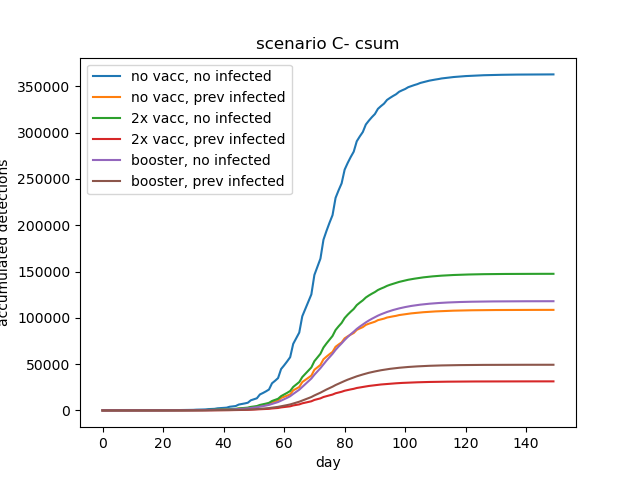 scenario C- csum
no vacc, no infected
no vacc, prev infected
2x vacc, no infected
2x vacc, prev infected
booster, no infected
booster, prev infected
accumulated detections
350000
300000
250000
200000
150000
100000
50000
0
0 20 40 60 80 100 120 140
day